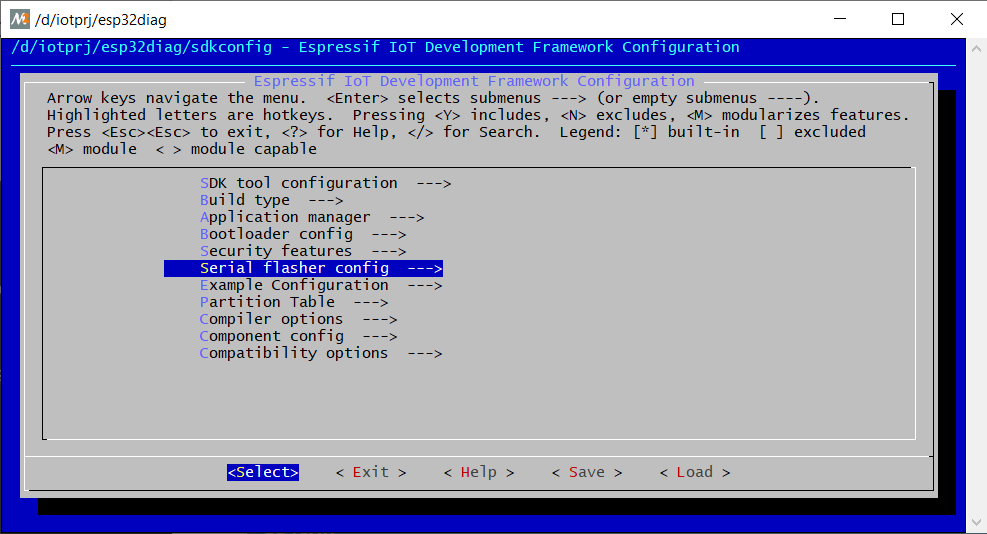 /d/iotprj/esp32diag
/d/iotprj/esp32diag/sdkconfig - Espressif IoT Development Framework Configuration
Espressif IoT Development Framework Configuration
Arrow keys navigate the menu.  <Enter> selects submenus ---> (or empty submenus ----).
Highlighted letters are hotkeys.  Pressing <Y> includes, <N> excludes, <M> modularizes features.
Press <Esc><Esc> to exit, <?> for Help, </> for Search.  Legend: [*] built-in  [ ] excluded
<M> module  < > module capable
SDK tool configuration  --->
Build type  --->
Application manager  --->
Bootloader config  --->
Security features  --->
Serial flasher config  --->
Example Configuration  --->
Partition Table  --->
Compiler options  --->
Component config  --->
Compatibility options  --->
<Select>    < Exit >    < Help >    < Save >    < Load >